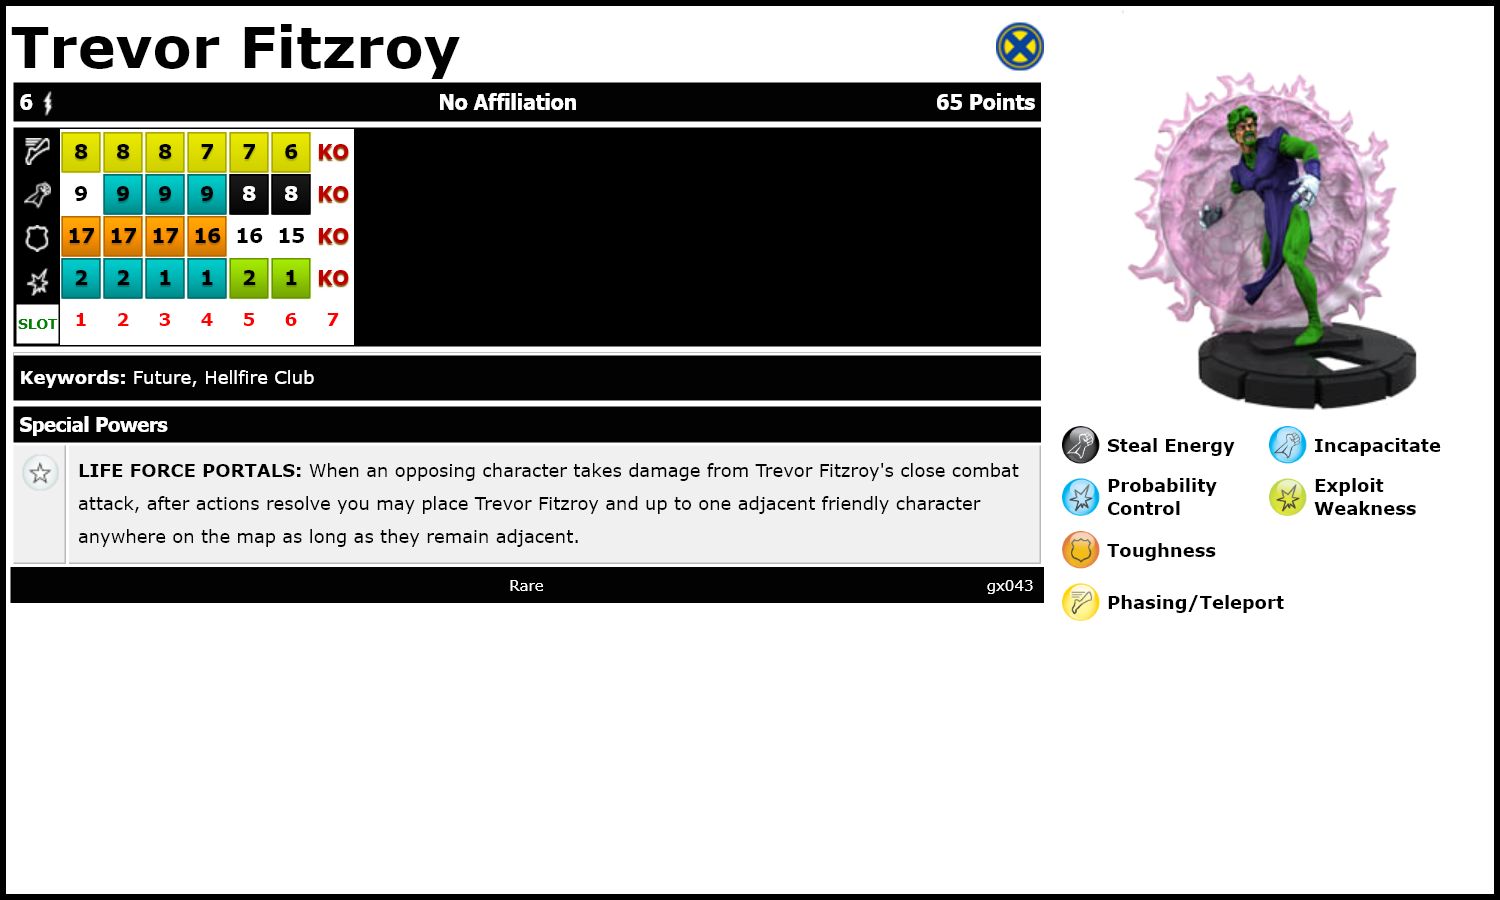 Trevor Fitzroy
6 No Affiliation 65 Points
8 8 8 7 7 6 KO
9 9 9 9 8 8 KO
17 17 17 16 16 15 KO
2 2 1 1 2 1 KO
SLOT 1 2 3 4 5 6 7
Keywords: Future, Hellfire Club
Special Powers
LIFE FORCE PORTALS: When an opposing character takes damage from Trevor Fitzroy's close combat
attack, after actions resolve you may place Trevor Fitzroy and up to one adjacent friendly character
anywhere on the map as long as they remain adjacent.
Rare gx043
Steal Energy Incapacitate
Probability
Control
Exploit
Weakness
Toughness
Phasing/Teleport